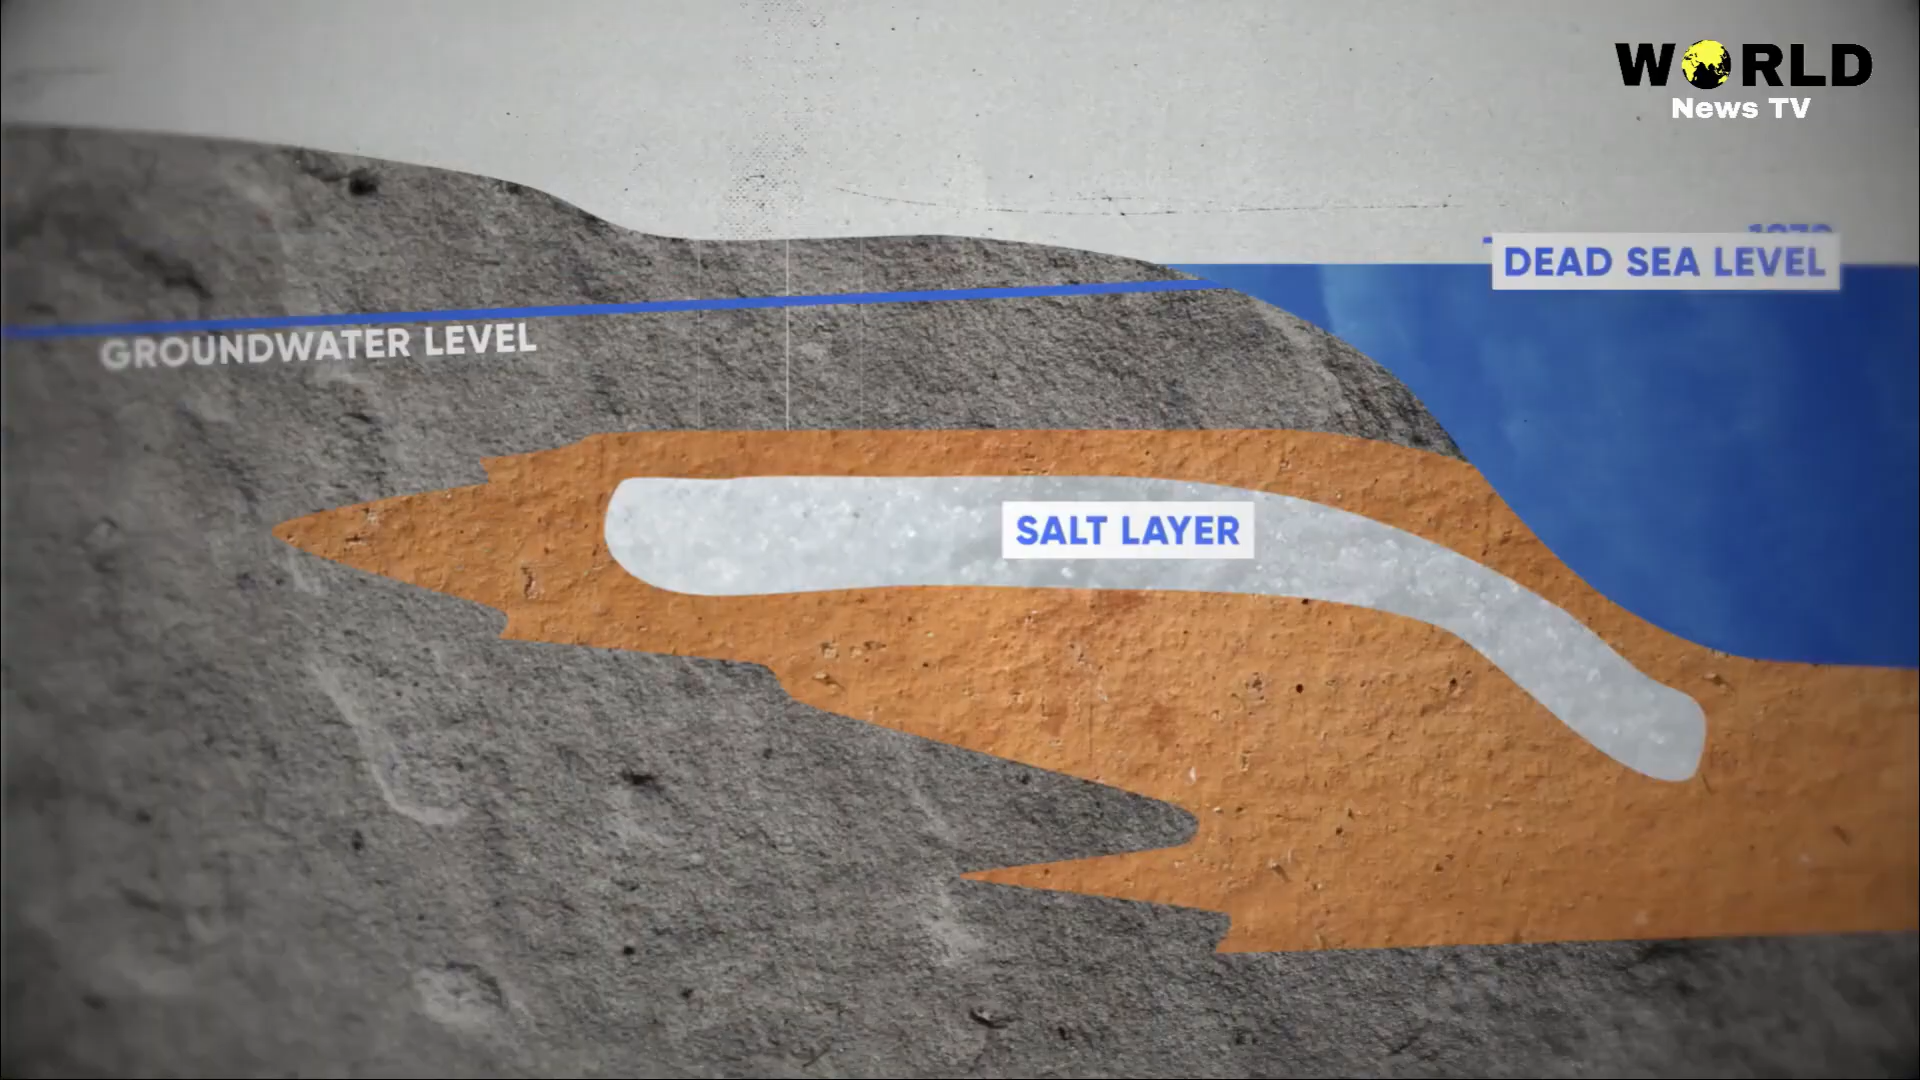 WORLD
News TV
DEAD SEA LEVEL
GROUNDWATER LEVEL
SALT LAYER